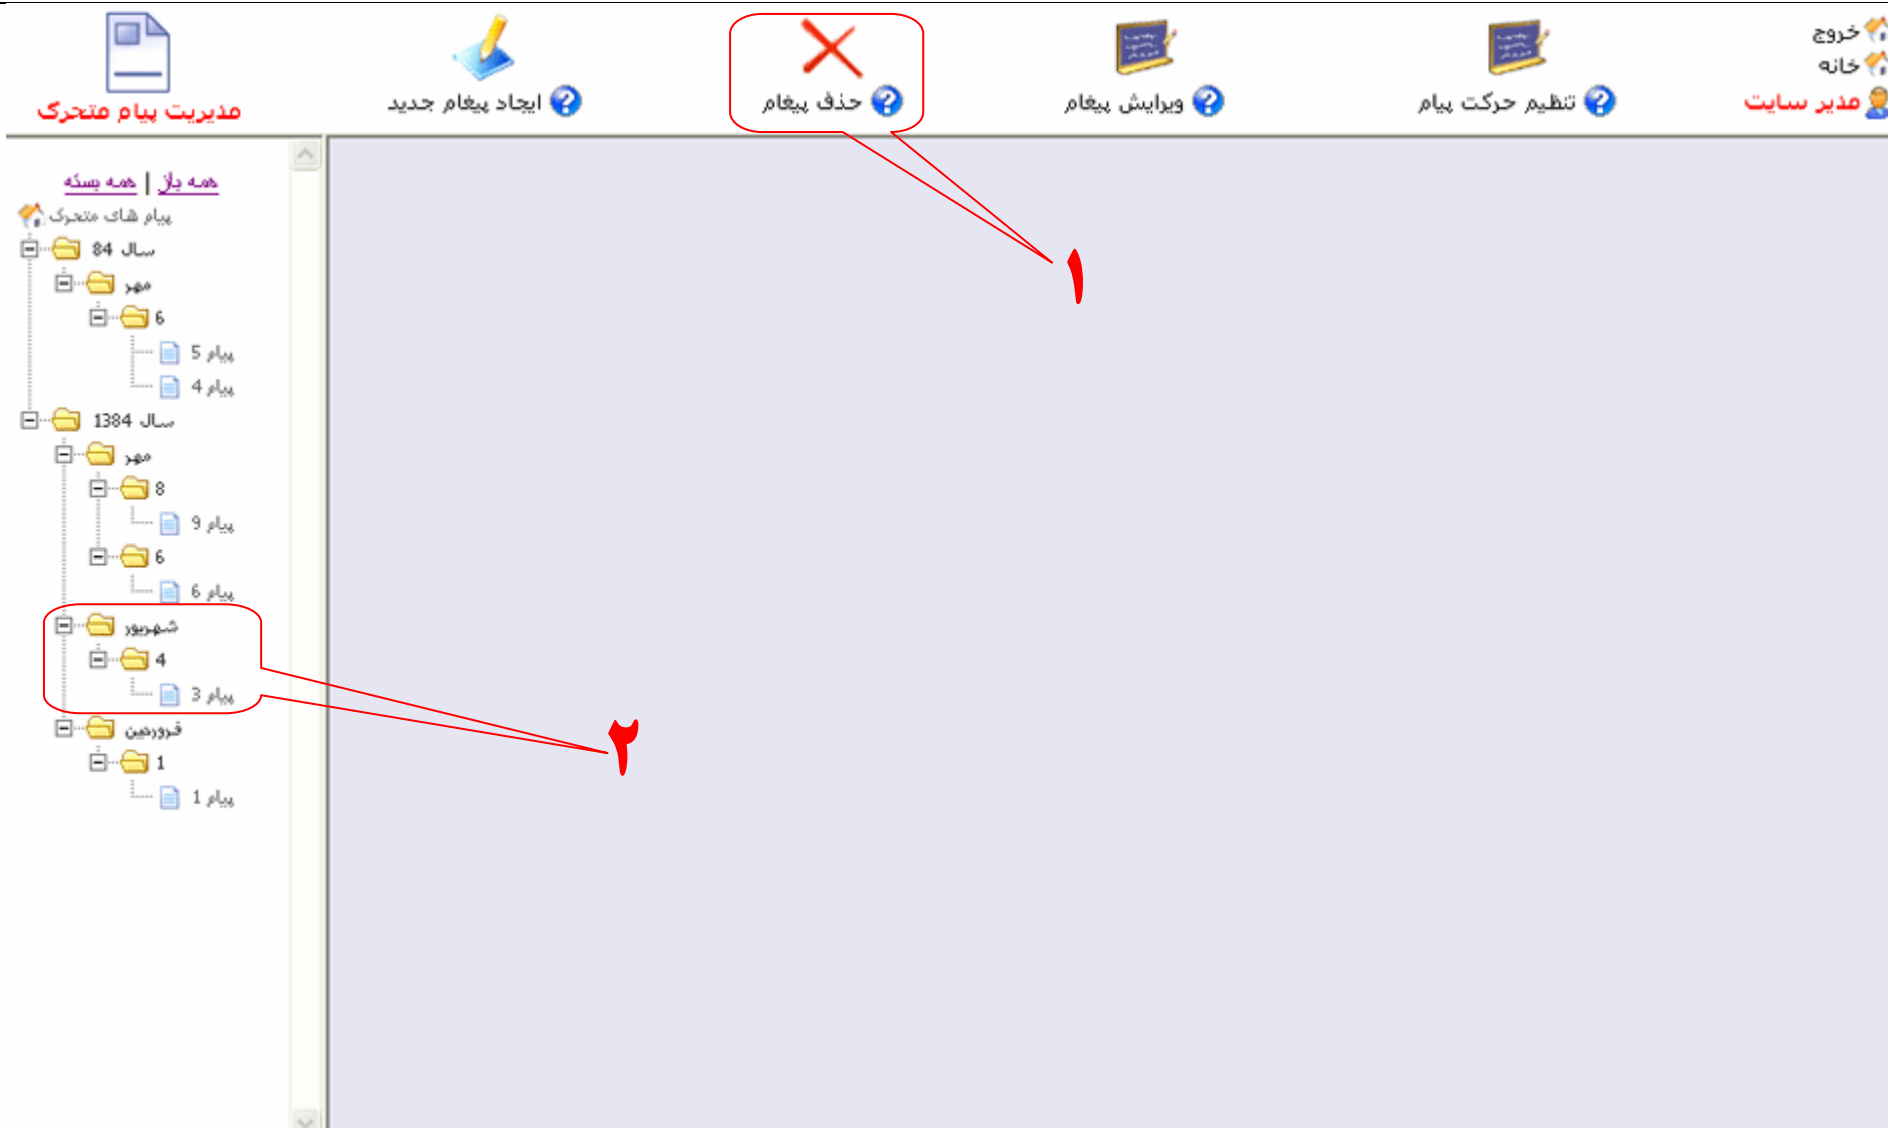 خروج
خانه
مدیر سایت
تنظیم حرکت پیام
ویرایش پیغام
حذف پیغام
ایجاد پیغام جدید
مدیریت پیام متحرک
همه باز | همه بسته
پیام های متحرک
سال 84
مهر
6
پیام 5
پیام 4
سال 1384
مهر
8
پیام 9
6
پیام 6
شهریور
4
پیام 3
فروردین
1
پیام 1
۱
۲